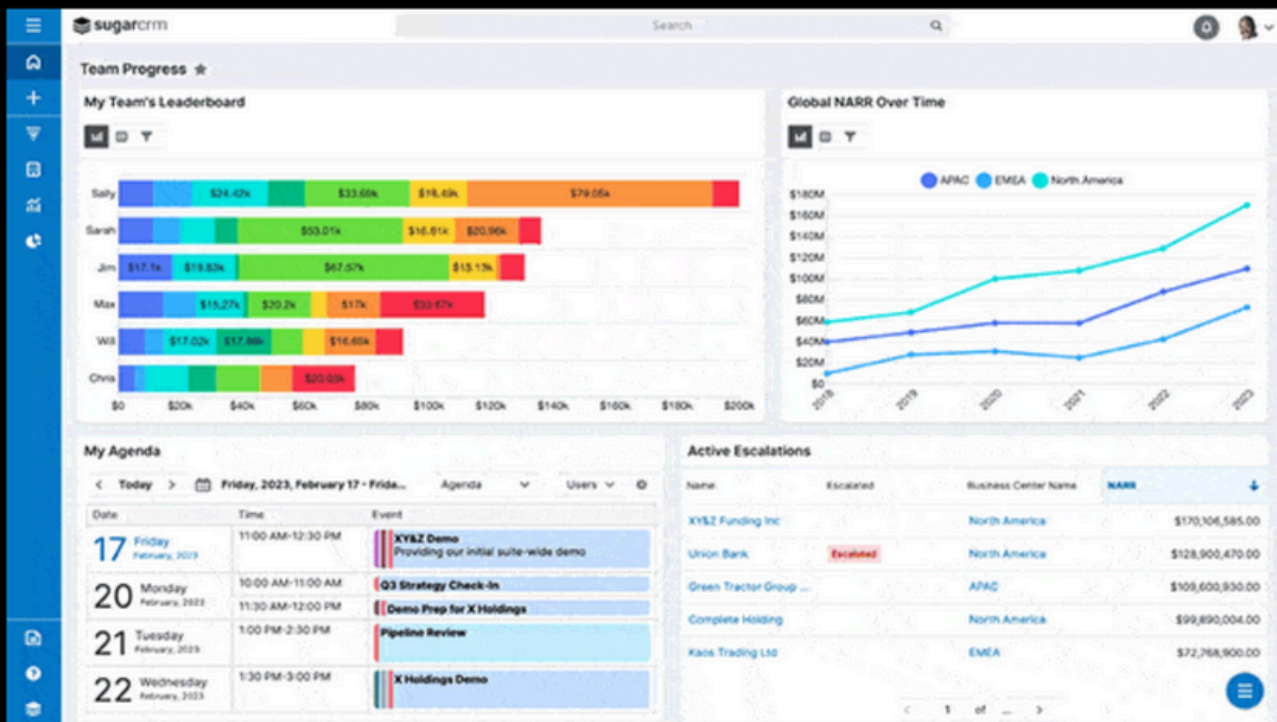 sugarcrm
Search
Team Progress
My Team's Leaderboard
Sally $24.42k $33.69k $18.49k $79.05k
Sarah $53.01k $16.81k $20.96k
Jim $17.1k $19.83k $67.57k $15.13k
Max $15.27k $20.2k $17k $33.67k
Will $17.02k $17.86k $16.65k
Chris $20.03k
$0 $20k $40k $60k $80k $100k $120k $140k $160k $180k $200k
Global NARR Over Time
APAC EMEA North America
$180M
$160M
$140M
$120M
$100M
$80M
$60M
$40M
$20M
$0
2018 2019 2020 2021 2022 2023
My Agenda
Today Friday, 2023, February 17 - Frida... Agenda Users
Date Time Event
17 Friday February, 2023
11:00 AM-12:30 PM
XY&Z Demo
Providing our initial suite-wide demo
20 Monday February, 2023
10:00 AM-11:00 AM Q3 Strategy Check-In
11:30 AM-12:00 PM Demo Prep for X Holdings
21 Tuesday February, 2023
1:00 PM-2:30 PM Pipeline Review
22 Wednesday February, 2023
1:30 PM-3:00 PM X Holdings Demo
Active Escalations
Name Escalated Business Center Name NARR
XY&Z Funding Inc North America $170,106,585.00
Union Bank Escalated North America $128,900,470.00
Green Tractor Group ... APAC $109,600,930.00
Complete Holding North America $99,890,004.00
Kaos Trading Ltd EMEA $72,768,900.00
1 of ...